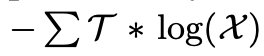 − ∑ 𝒯 * log(𝒳)